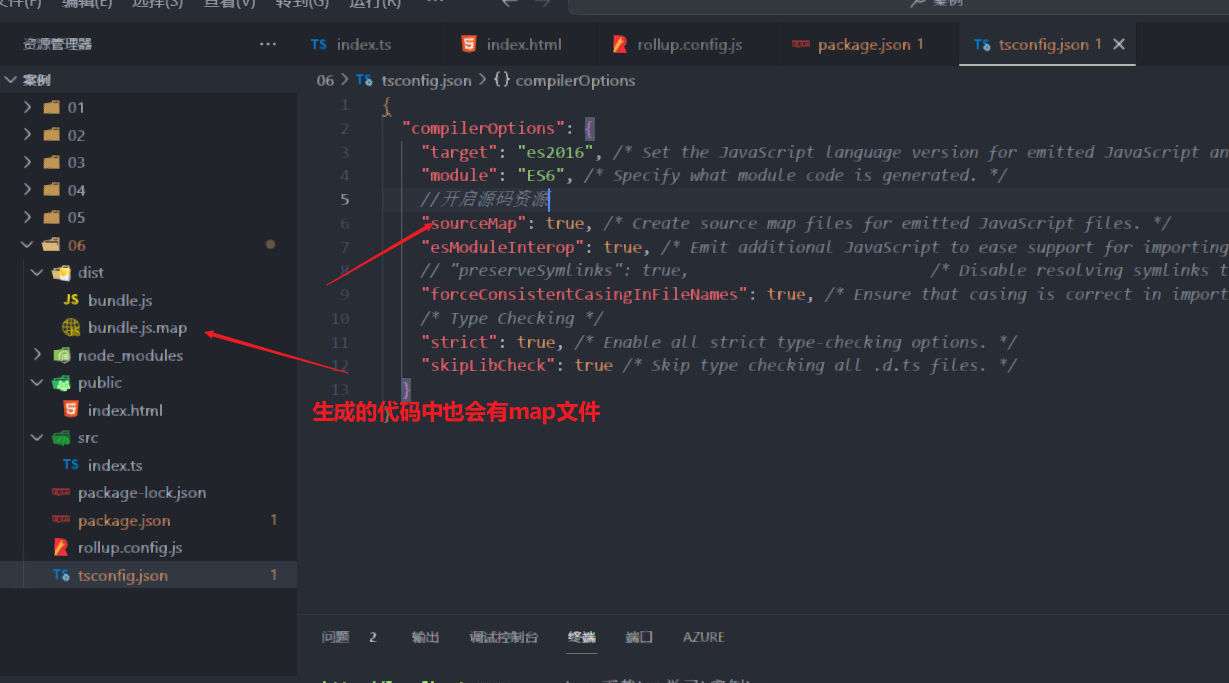 文件(F) 编辑(E) 选择(S) 查看(V) 转到(G) 运行(R) ··· 案例
资源管理器 ···
TS index.ts index.html rollup.config.js package.json 1 TS tsconfig.json 1
案例
01
02
03
04
05
06
dist
JS bundle.js
bundle.js.map
node_modules
public
index.html
src
TS index.ts
package-lock.json
package.json 1
rollup.config.js
TS tsconfig.json 1
06 > TS tsconfig.json > {} compilerOptions
1 {
2 "compilerOptions": {
3 "target": "es2016", /* Set the JavaScript language version for emitted JavaScript an
4 "module": "ES6", /* Specify what module code is generated. */
5 //开启源码资源
6 "sourceMap": true, /* Create source map files for emitted JavaScript files. */
7 "esModuleInterop": true, /* Emit additional JavaScript to ease support for importing
8 // "preserveSymlinks": true, /* Disable resolving symlinks t
9 "forceConsistentCasingInFileNames": true, /* Ensure that casing is correct in import
10 /* Type Checking */
11 "strict": true, /* Enable all strict type-checking options. */
12 "skipLibCheck": true /* Skip type checking all .d.ts files. */
13 }
生成的代码中也会有map文件
问题 2 输出 调试控制台 终端 端口 AZURE